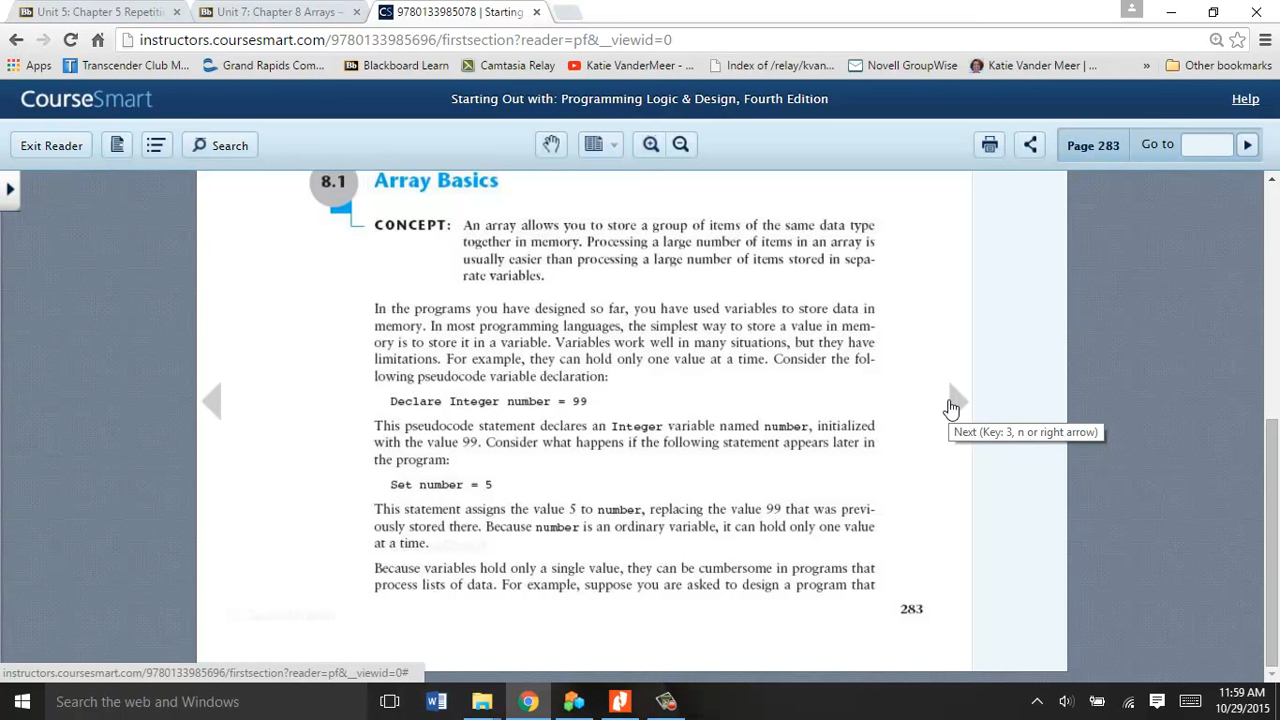 Unit 5: Chapter 5 Repetiti
Unit 7: Chapter 8 Arrays –
9780133985078 | Starting
instructors.coursesmart.com/9780133985696/firstsection?reader=pf&__viewid=0
Apps
Transcender Club M...
Grand Rapids Com...
Blackboard Learn
Camtasia Relay
Katie VanderMeer - ...
Index of /relay/kvan...
Novell GroupWise
Katie Vander Meer | ...
»
Other bookmarks
CourseSmart
Starting Out with: Programming Logic & Design, Fourth Edition
Help
Exit Reader
Search
Page 283
Go to
8.1 Array Basics
CONCEPT: An array allows you to store a group of items of the same data type
together in memory. Processing a large number of items in an array is
usually easier than processing a large number of items stored in sepa-
rate variables.
In the programs you have designed so far, you have used variables to store data in
memory. In most programming languages, the simplest way to store a value in mem-
ory is to store it in a variable. Variables work well in many situations, but they have
limitations. For example, they can hold only one value at a time. Consider the fol-
lowing pseudocode variable declaration:
Declare Integer number = 99
This pseudocode statement declares an Integer variable named number, initialized
with the value 99. Consider what happens if the following statement appears later in
the program:
Set number = 5
This statement assigns the value 5 to number, replacing the value 99 that was previ-
ously stored there. Because number is an ordinary variable, it can hold only one value
at a time.
Because variables hold only a single value, they can be cumbersome in programs that
process lists of data. For example, suppose you are asked to design a program that
283
Next (Key: 3, n or right arrow)
instructors.coursesmart.com/9780133985696/firstsection?reader=pf&__viewid=0#
Search the web and Windows
11:59 AM
10/29/2015